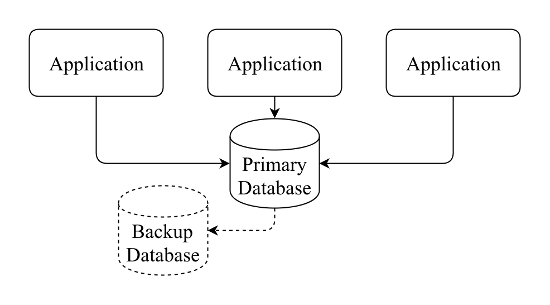 Application
Application
Application
Primary
Database
Backup
Database